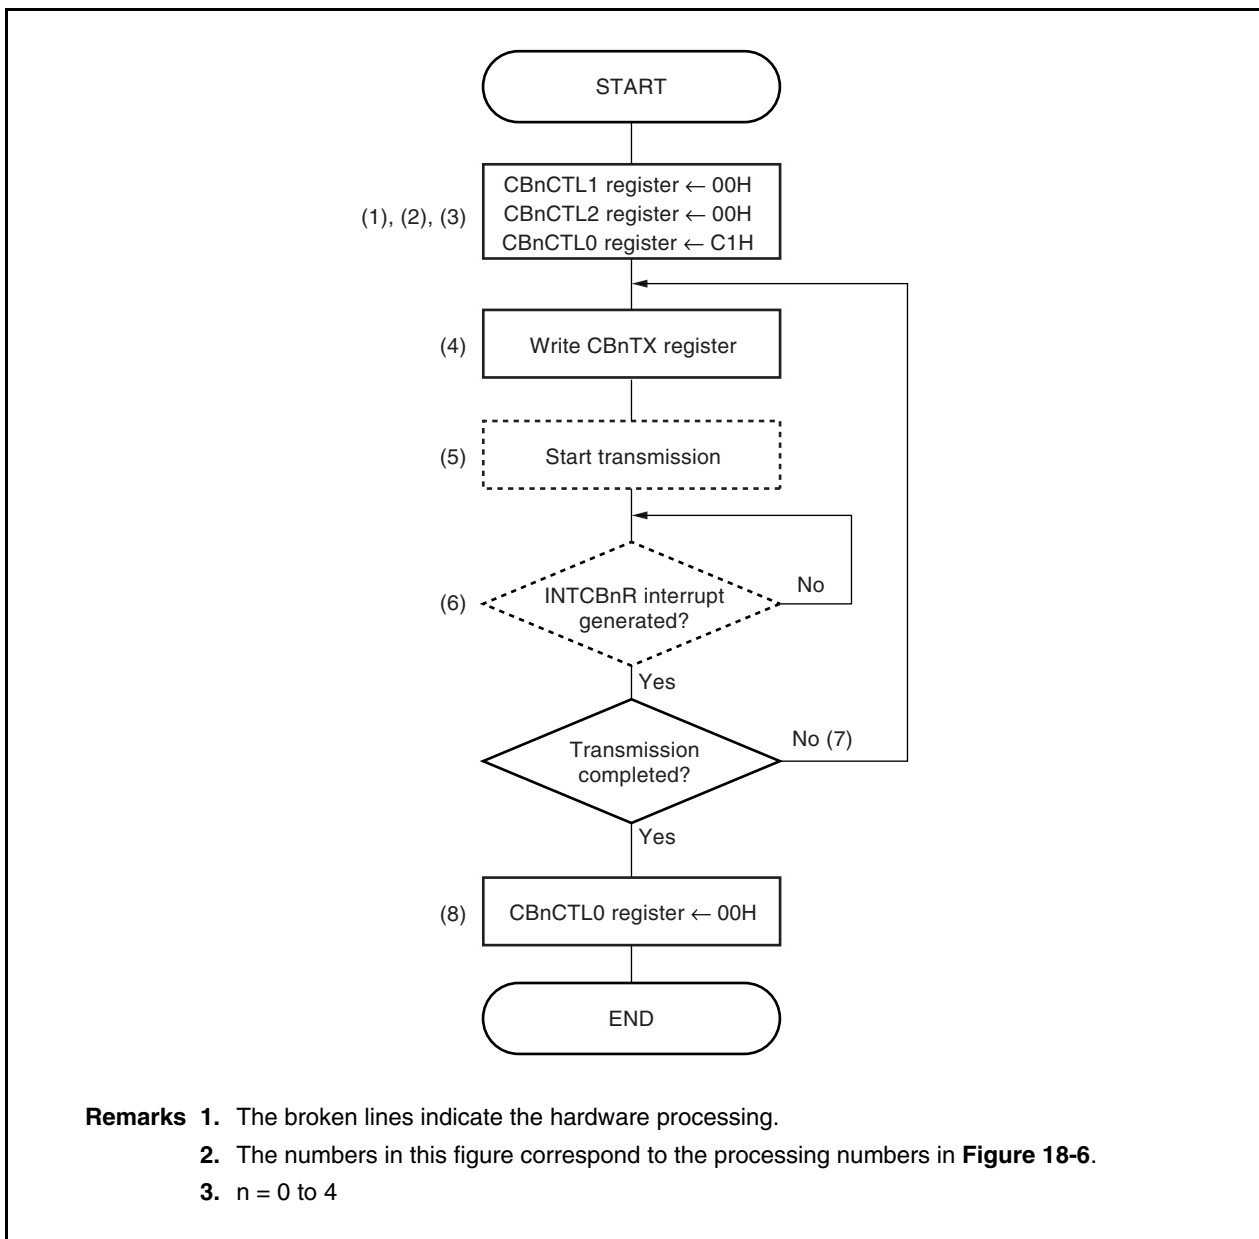 START
CBnCTL1 register ← 00H
CBnCTL2 register ← 00H
(1), (2), (3)
CBnCTL0 register ← C1H
(4)
Write CBnTX register
(5)
Start transmission
(6)
INTCBnR interrupt
generated?
No
Yes
Transmission
completed?
No (7)
Yes
(8)
CBnCTL0 register ← 00H
END
Remarks 1. The broken lines indicate the hardware processing.
2. The numbers in this figure correspond to the processing numbers in Figure 18-6.
3. n = 0 to 4